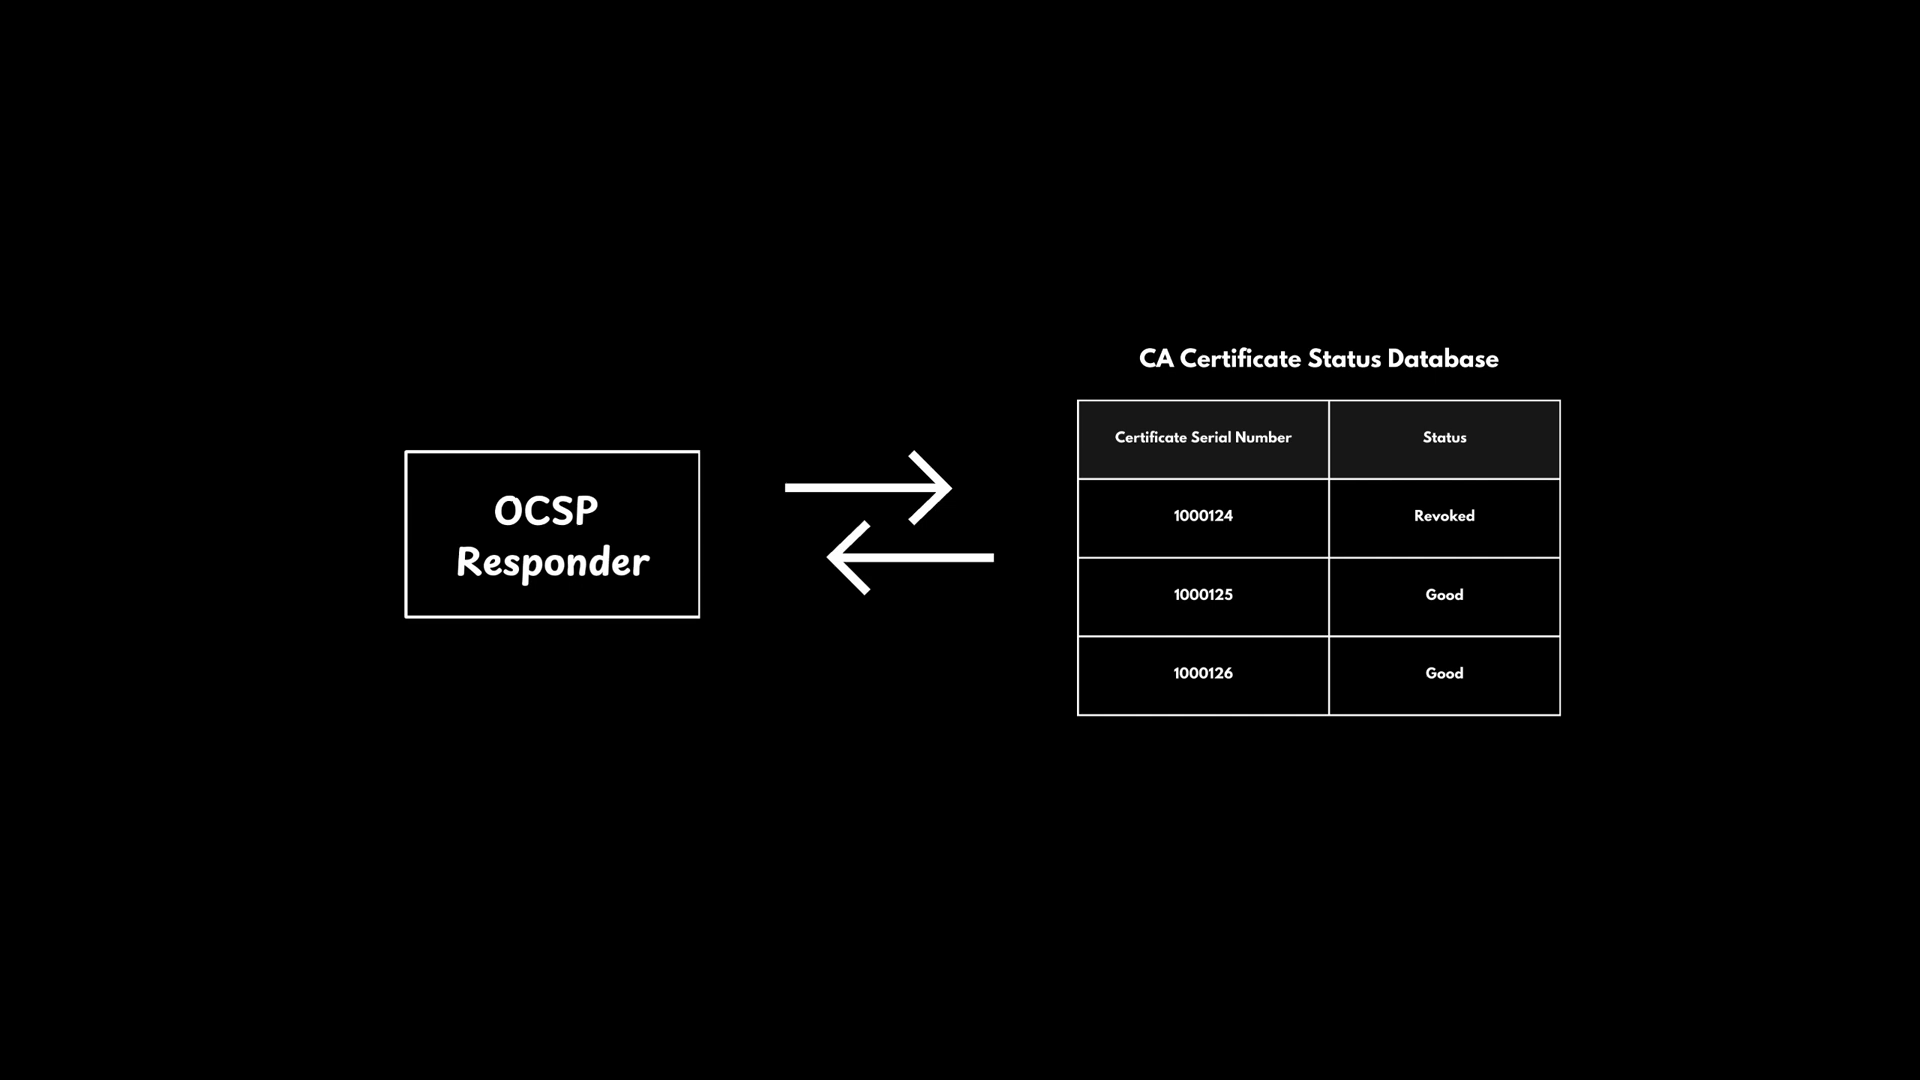 OCSP
Responder
CA Certificate Status Database
Certificate Serial Number Status
1000124 Revoked
1000125 Good
1000126 Good